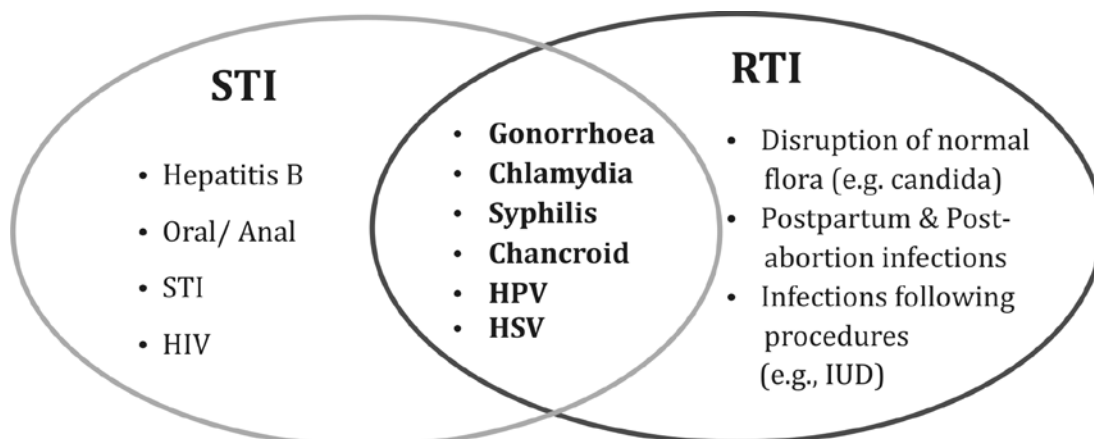 STI
• Hepatitis B
• Oral/ Anal
• STI
• HIV
• Gonorrhoea
• Chlamydia
• Syphilis
• Chancroid
• HPV
• HSV
RTI
• Disruption of normal
flora (e.g. candida)
• Postpartum & Post-
abortion infections
• Infections following
procedures
(e.g., IUD)